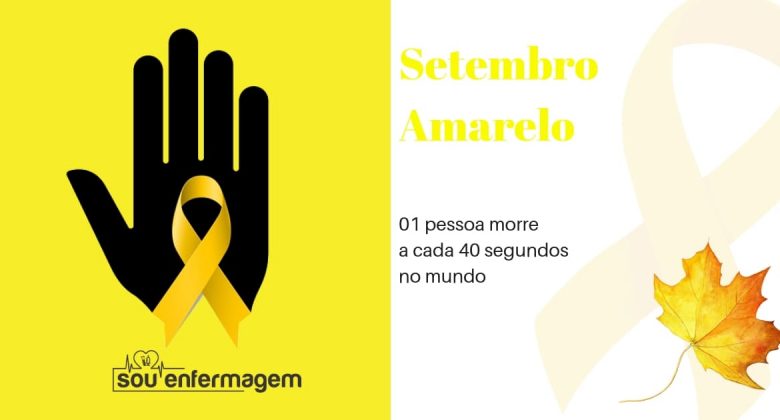 Setembro
Amarelo
01 pessoa morre
a cada 40 segundos
no mundo
sou enfermagem